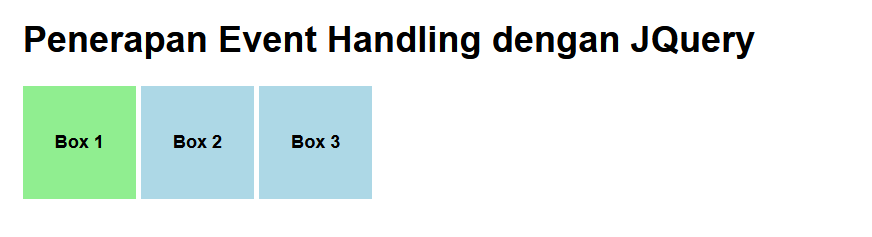 Penerapan Event Handling dengan JQuery
Box 1 Box 2 Box 3